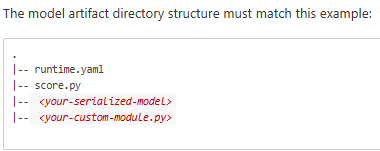 The model artifact directory structure must match this example:
.
|-- runtime.yaml
|-- score.py
|-- <your-serialized-model>
|-- <your-custom-module.py>